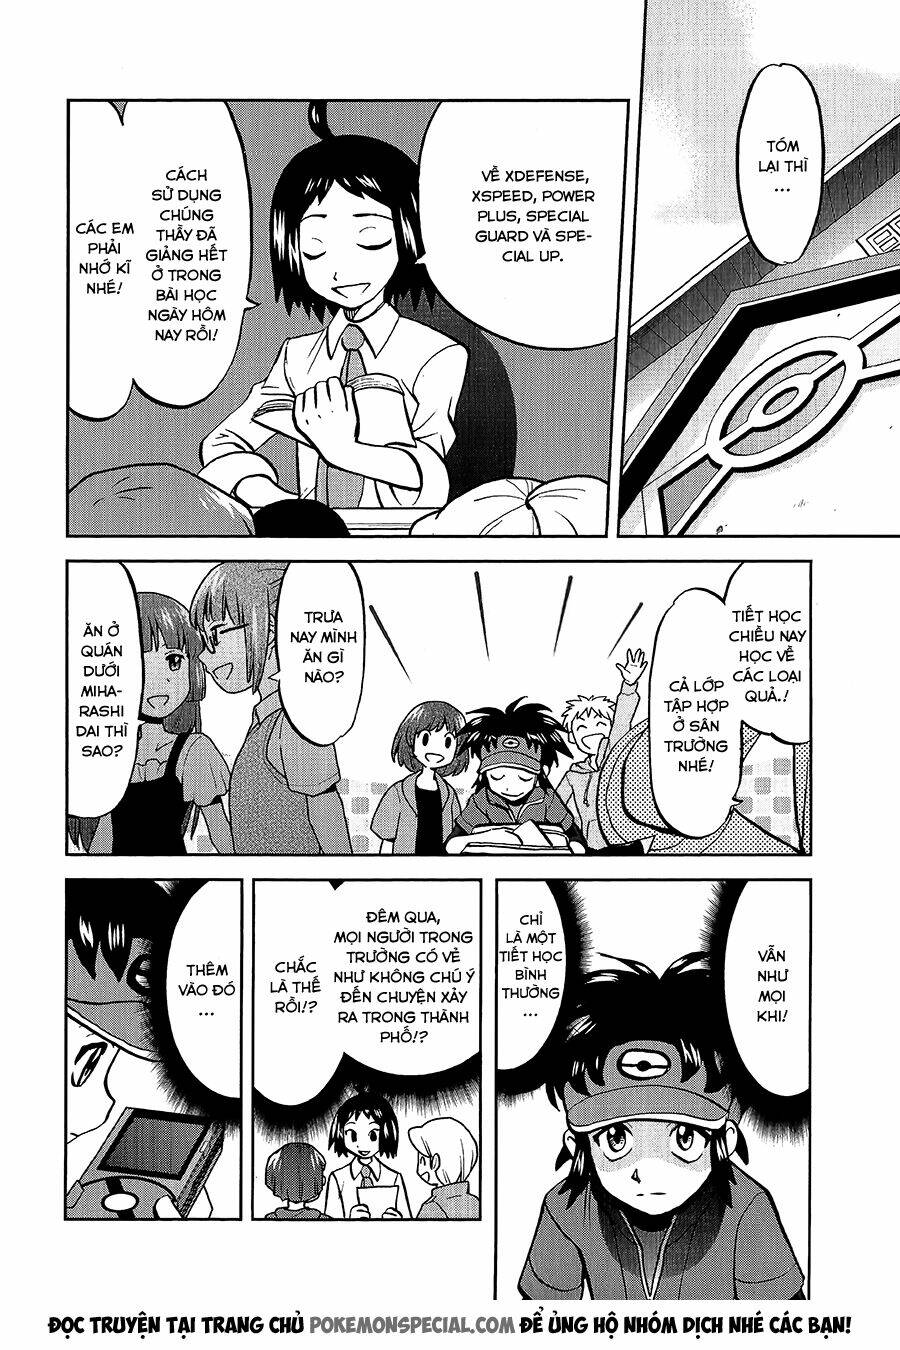 TÓM
LẠI THÌ
...
VỀ XDEFENSE,
XSPEED, POWER
PLUS, SPECIAL
GUARD VÀ SPE-
CIAL UP.
CÁCH
SỬ DỤNG
CHÚNG
THẦY ĐÃ
GIẢNG HẾT
Ở TRONG
BÀI HỌC
NGÀY HÔM
NAY RỒI!
CÁC EM
PHẢI
NHỚ KĨ
NHÉ!
TIẾT HỌC
CHIỀU NAY
HỌC VỀ
CÁC LOẠI
QUẢ.!
CẢ LỚP
TẬP HỢP
Ở SÂN
TRƯỜNG
NHÉ!
TRƯA
NAY MÌNH
ĂN GÌ
NÀO?
ĂN Ở
QUÁN
DƯỚI
MIHA-
RASHI
DAI THÌ
SAO?
VẪN
NHƯ
MỌI
KHI!
CHỈ
LÀ MỘT
TIẾT HỌC
BÌNH
THƯỜNG
...
ĐÊM QUA,
MỌI NGƯỜI TRONG
TRƯỜNG CÓ VẺ
NHƯ KHÔNG CHÚ Ý
ĐẾN CHUYỆN XẢY
RA TRONG THÀNH
PHỐ!?
CHẮC
LÀ THẾ
RỒI!?
THÊM
VÀO ĐÓ
...
ĐỌC TRUYỆN TẠI TRANG CHỦ POKEMONSPECIAL.COM ĐỂ ỦNG HỘ NHÓM DỊCH NHÉ CÁC BẠN!